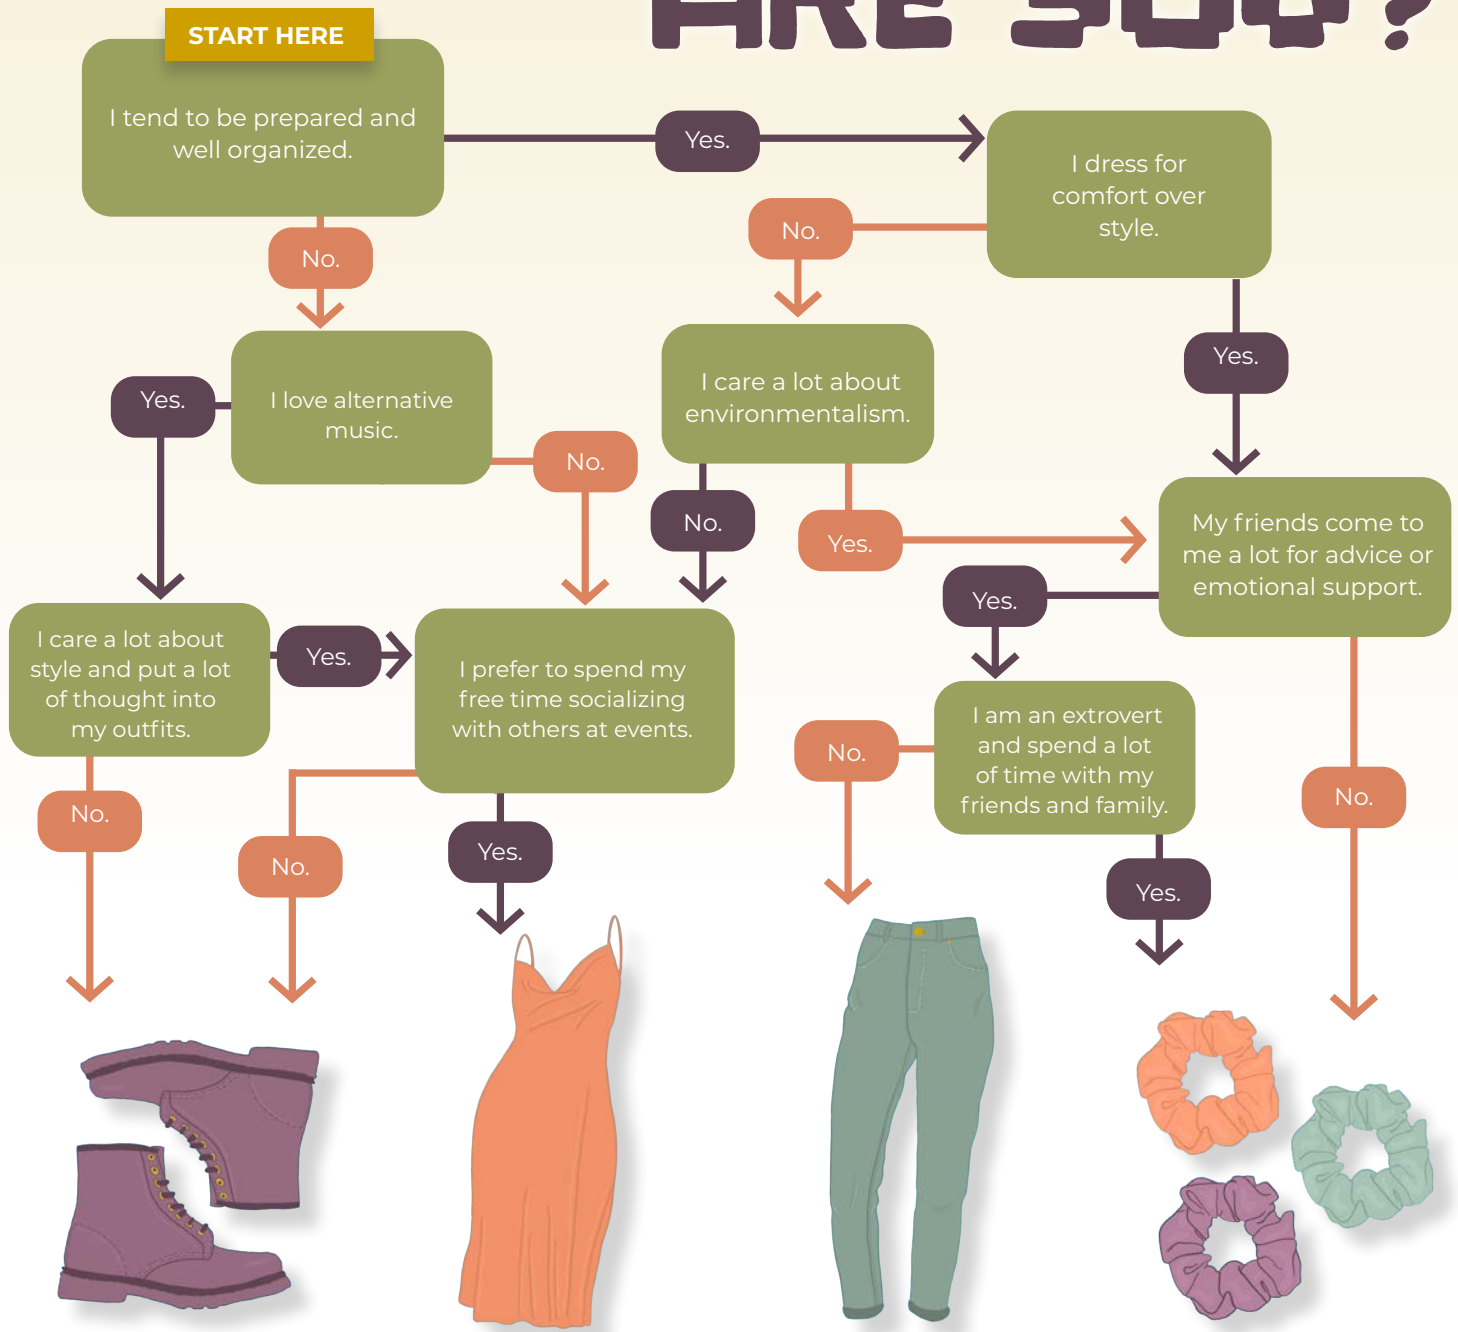 ARE YOU?
START HERE
I tend to be prepared and
well organized.
Yes.
I dress for
comfort over
style.
No.
No.
Yes.
I love alternative
music.
Yes.
No.
I care a lot about
environmentalism.
No.
Yes.
My friends come to
me a lot for advice or
emotional support.
Yes.
I care a lot about
style and put a lot
of thought into
my outfits.
Yes.
I prefer to spend my
free time socializing
with others at events.
I am an extrovert
and spend a lot
of time with my
friends and family.
No.
No.
No.
No.
Yes.
Yes.